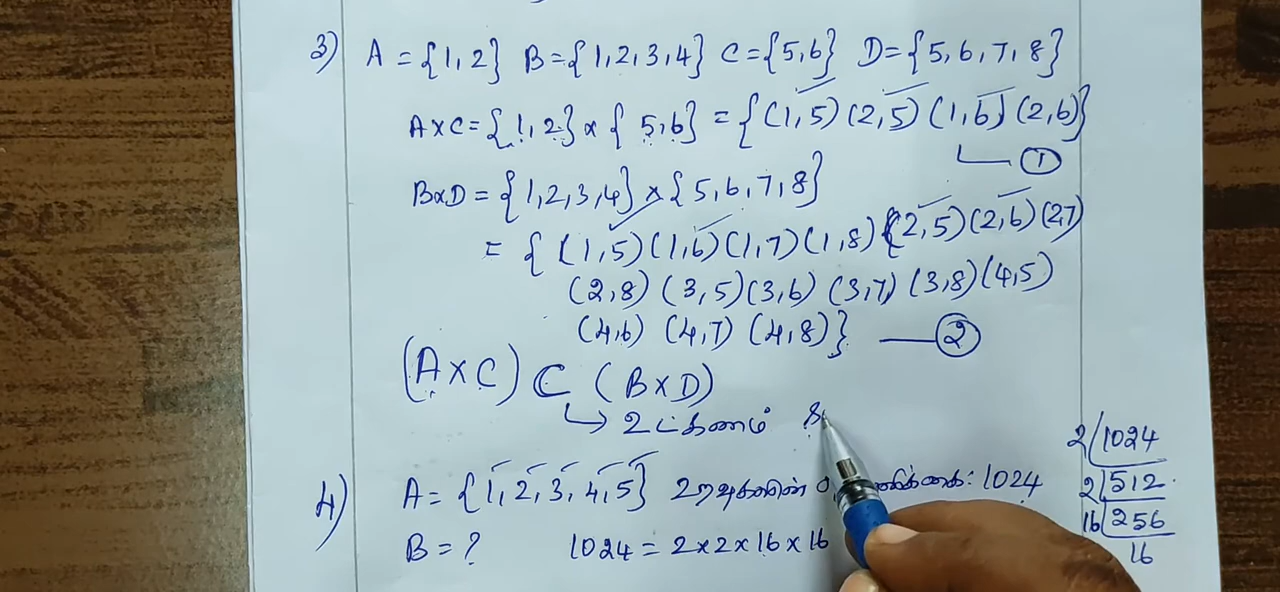 3) A = {1,2} B={1,2,3,4} C={5,6} D={5,6,7,8}
A×C={1,2}×{5,6} = {(1,5)(2,5)(1,6)(2,6)}
①
B×D = {1,2,3,4}×{5,6,7,8}
= {(1,5)(1,6)(1,7)(1,8)(2,5)(2,6)(2,7)
(2,8)(3,5)(3,6)(3,7)(3,8)(4,5)
(4,6)(4,7)(4,8)} — ②
(A×C) ⊂ (B×D)
↳ உட்கணம்
4) A= {1,2,3,4,5} உறவுகளின் : 1024
B=? 1024=2×2×16×16
2 1024
2 512
16 256
16